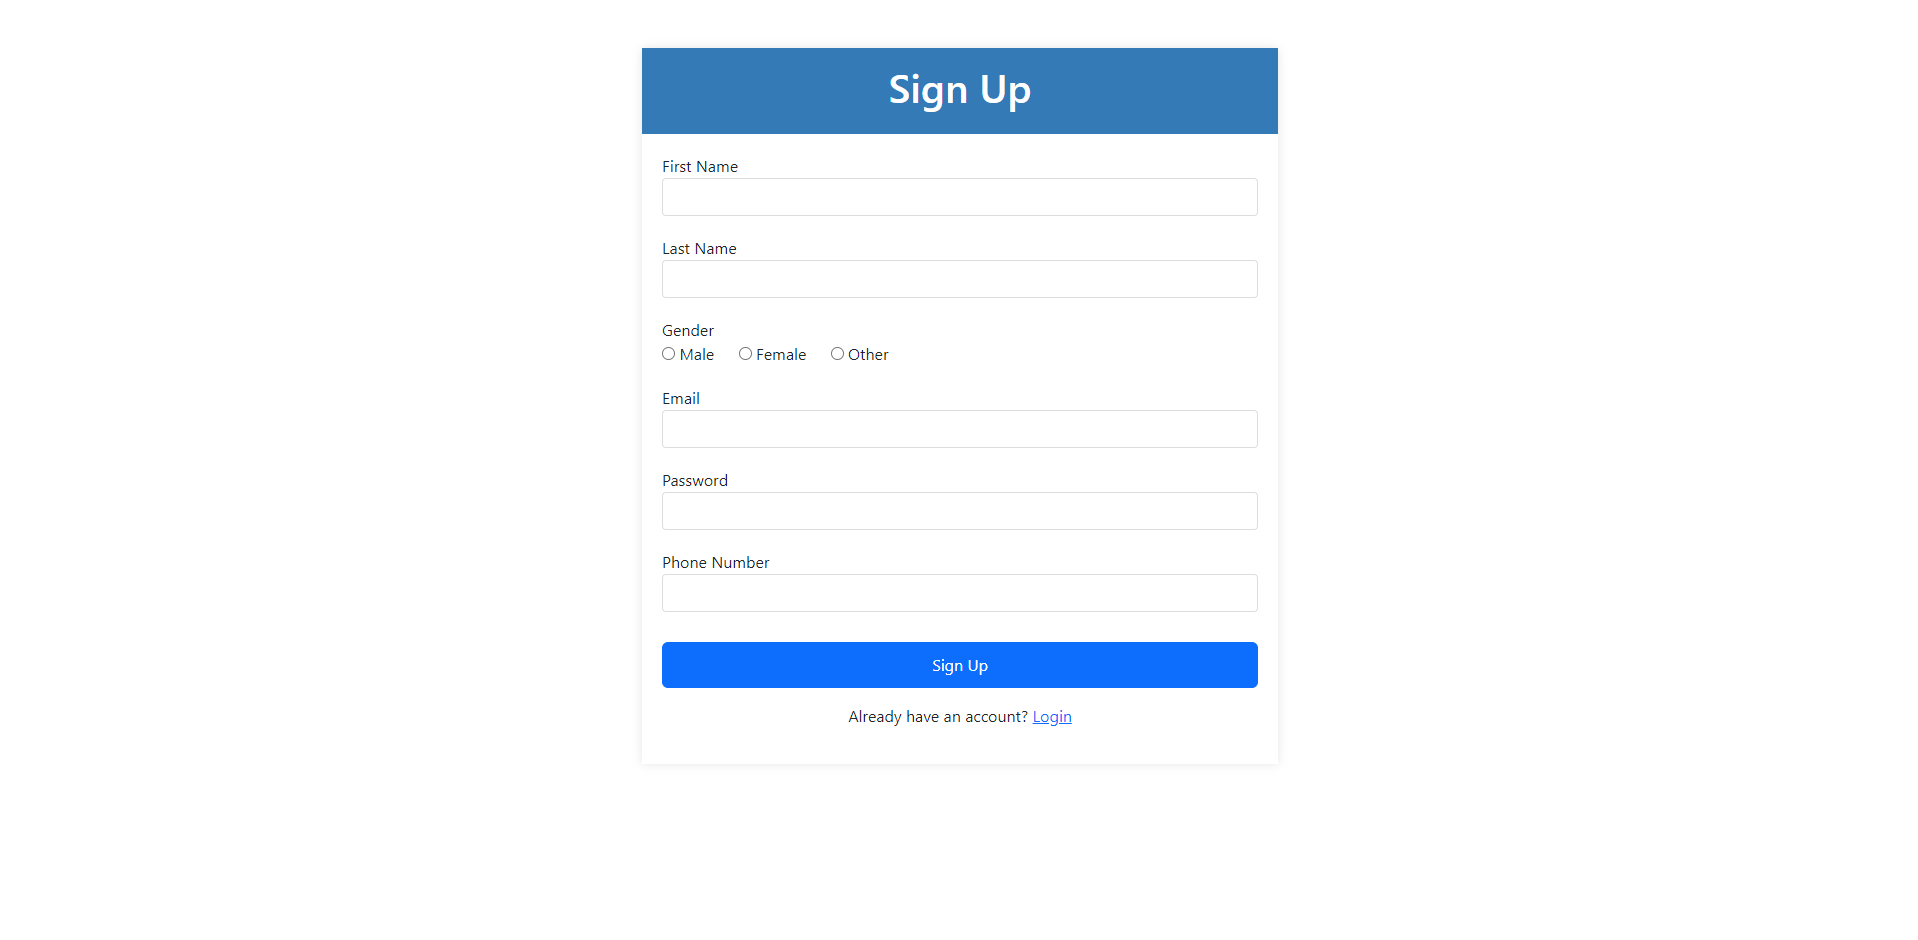 Sign Up
First Name
Last Name
Gender
Male Female Other
Email
Password
Phone Number
Sign Up
Already have an account? Login